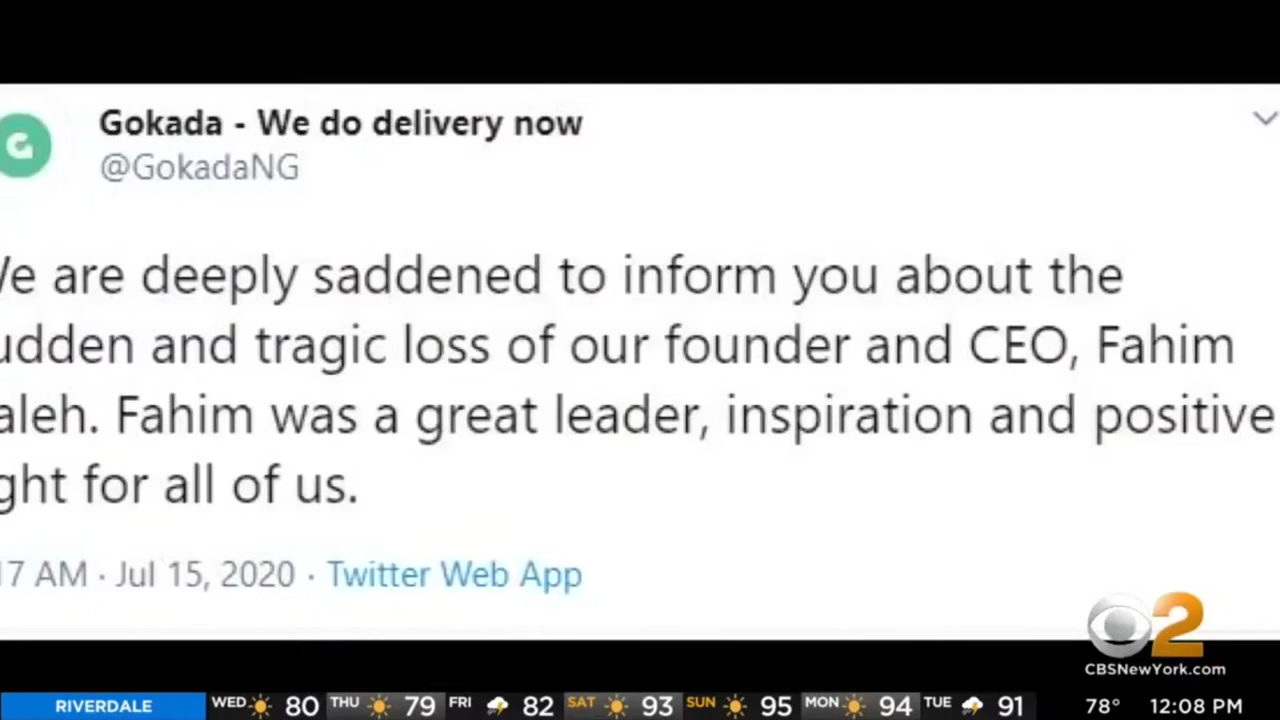 Gokada - We do delivery now
@GokadaNG
We are deeply saddened to inform you about the
udden and tragic loss of our founder and CEO, Fahim
aleh. Fahim was a great leader, inspiration and positive
ght for all of us.
17 AM · Jul 15, 2020 · Twitter Web App
2
CBSNewYork.com
RIVERDALE WED 80 THU 79 FRI 82 SAT 93 SUN 95 MON 94 TUE 91 78° 12:08 PM